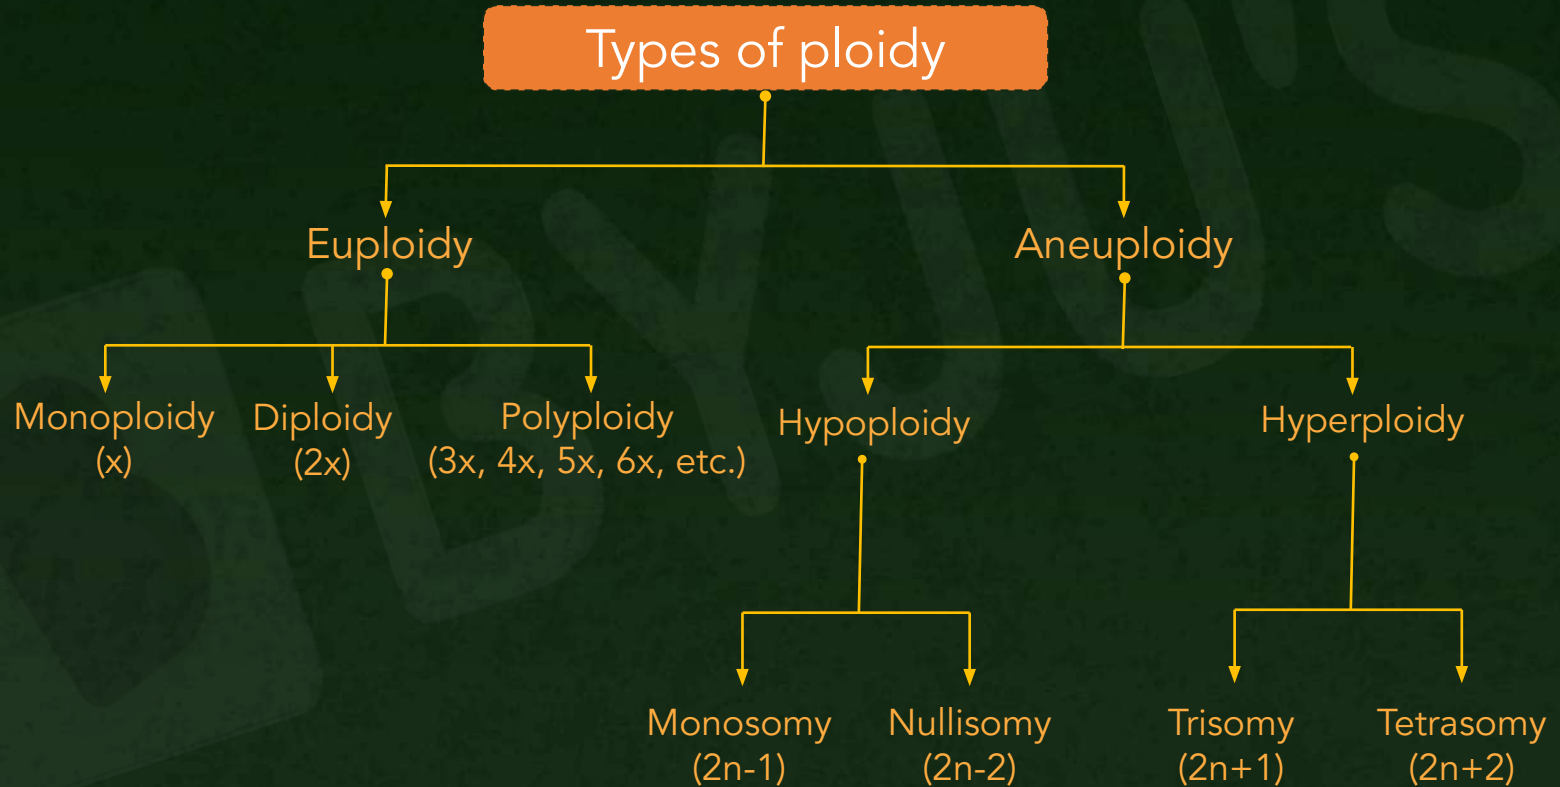 Types of ploidy
Euploidy
Aneuploidy
Monoploidy
(x)
Diploidy
(2x)
Polyploidy
(3x, 4x, 5x, 6x, etc.)
Hypoploidy
Hyperploidy
Monosomy
(2n-1)
Nullisomy
(2n-2)
Trisomy
(2n+1)
Tetrasomy
(2n+2)
BYJU'S